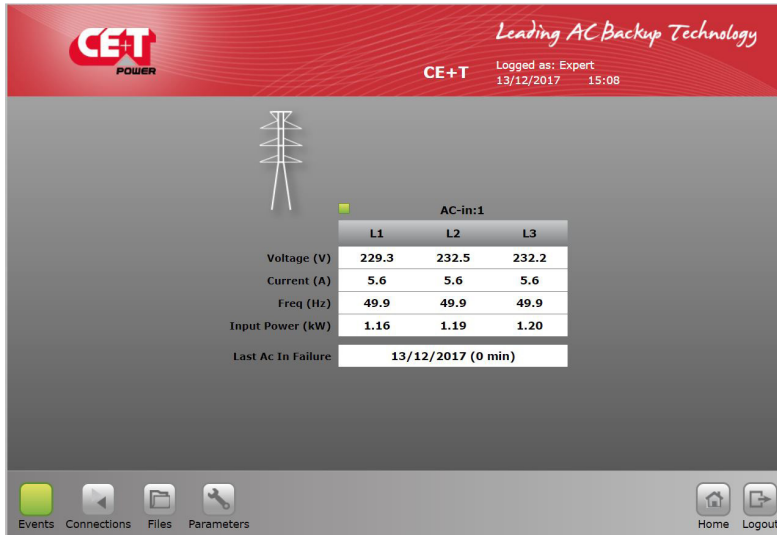 CE+T
POWER
Leading AC Backup Technology
CE+T
Logged as: Expert
13/12/2017 15:08
AC-in:1
L1 L2 L3
Voltage (V) 229.3 232.5 232.2
Current (A) 5.6 5.6 5.6
Freq (Hz) 49.9 49.9 49.9
Input Power (kW) 1.16 1.19 1.20
Last Ac In Failure 13/12/2017 (0 min)
Events Connections Files Parameters Home Logout